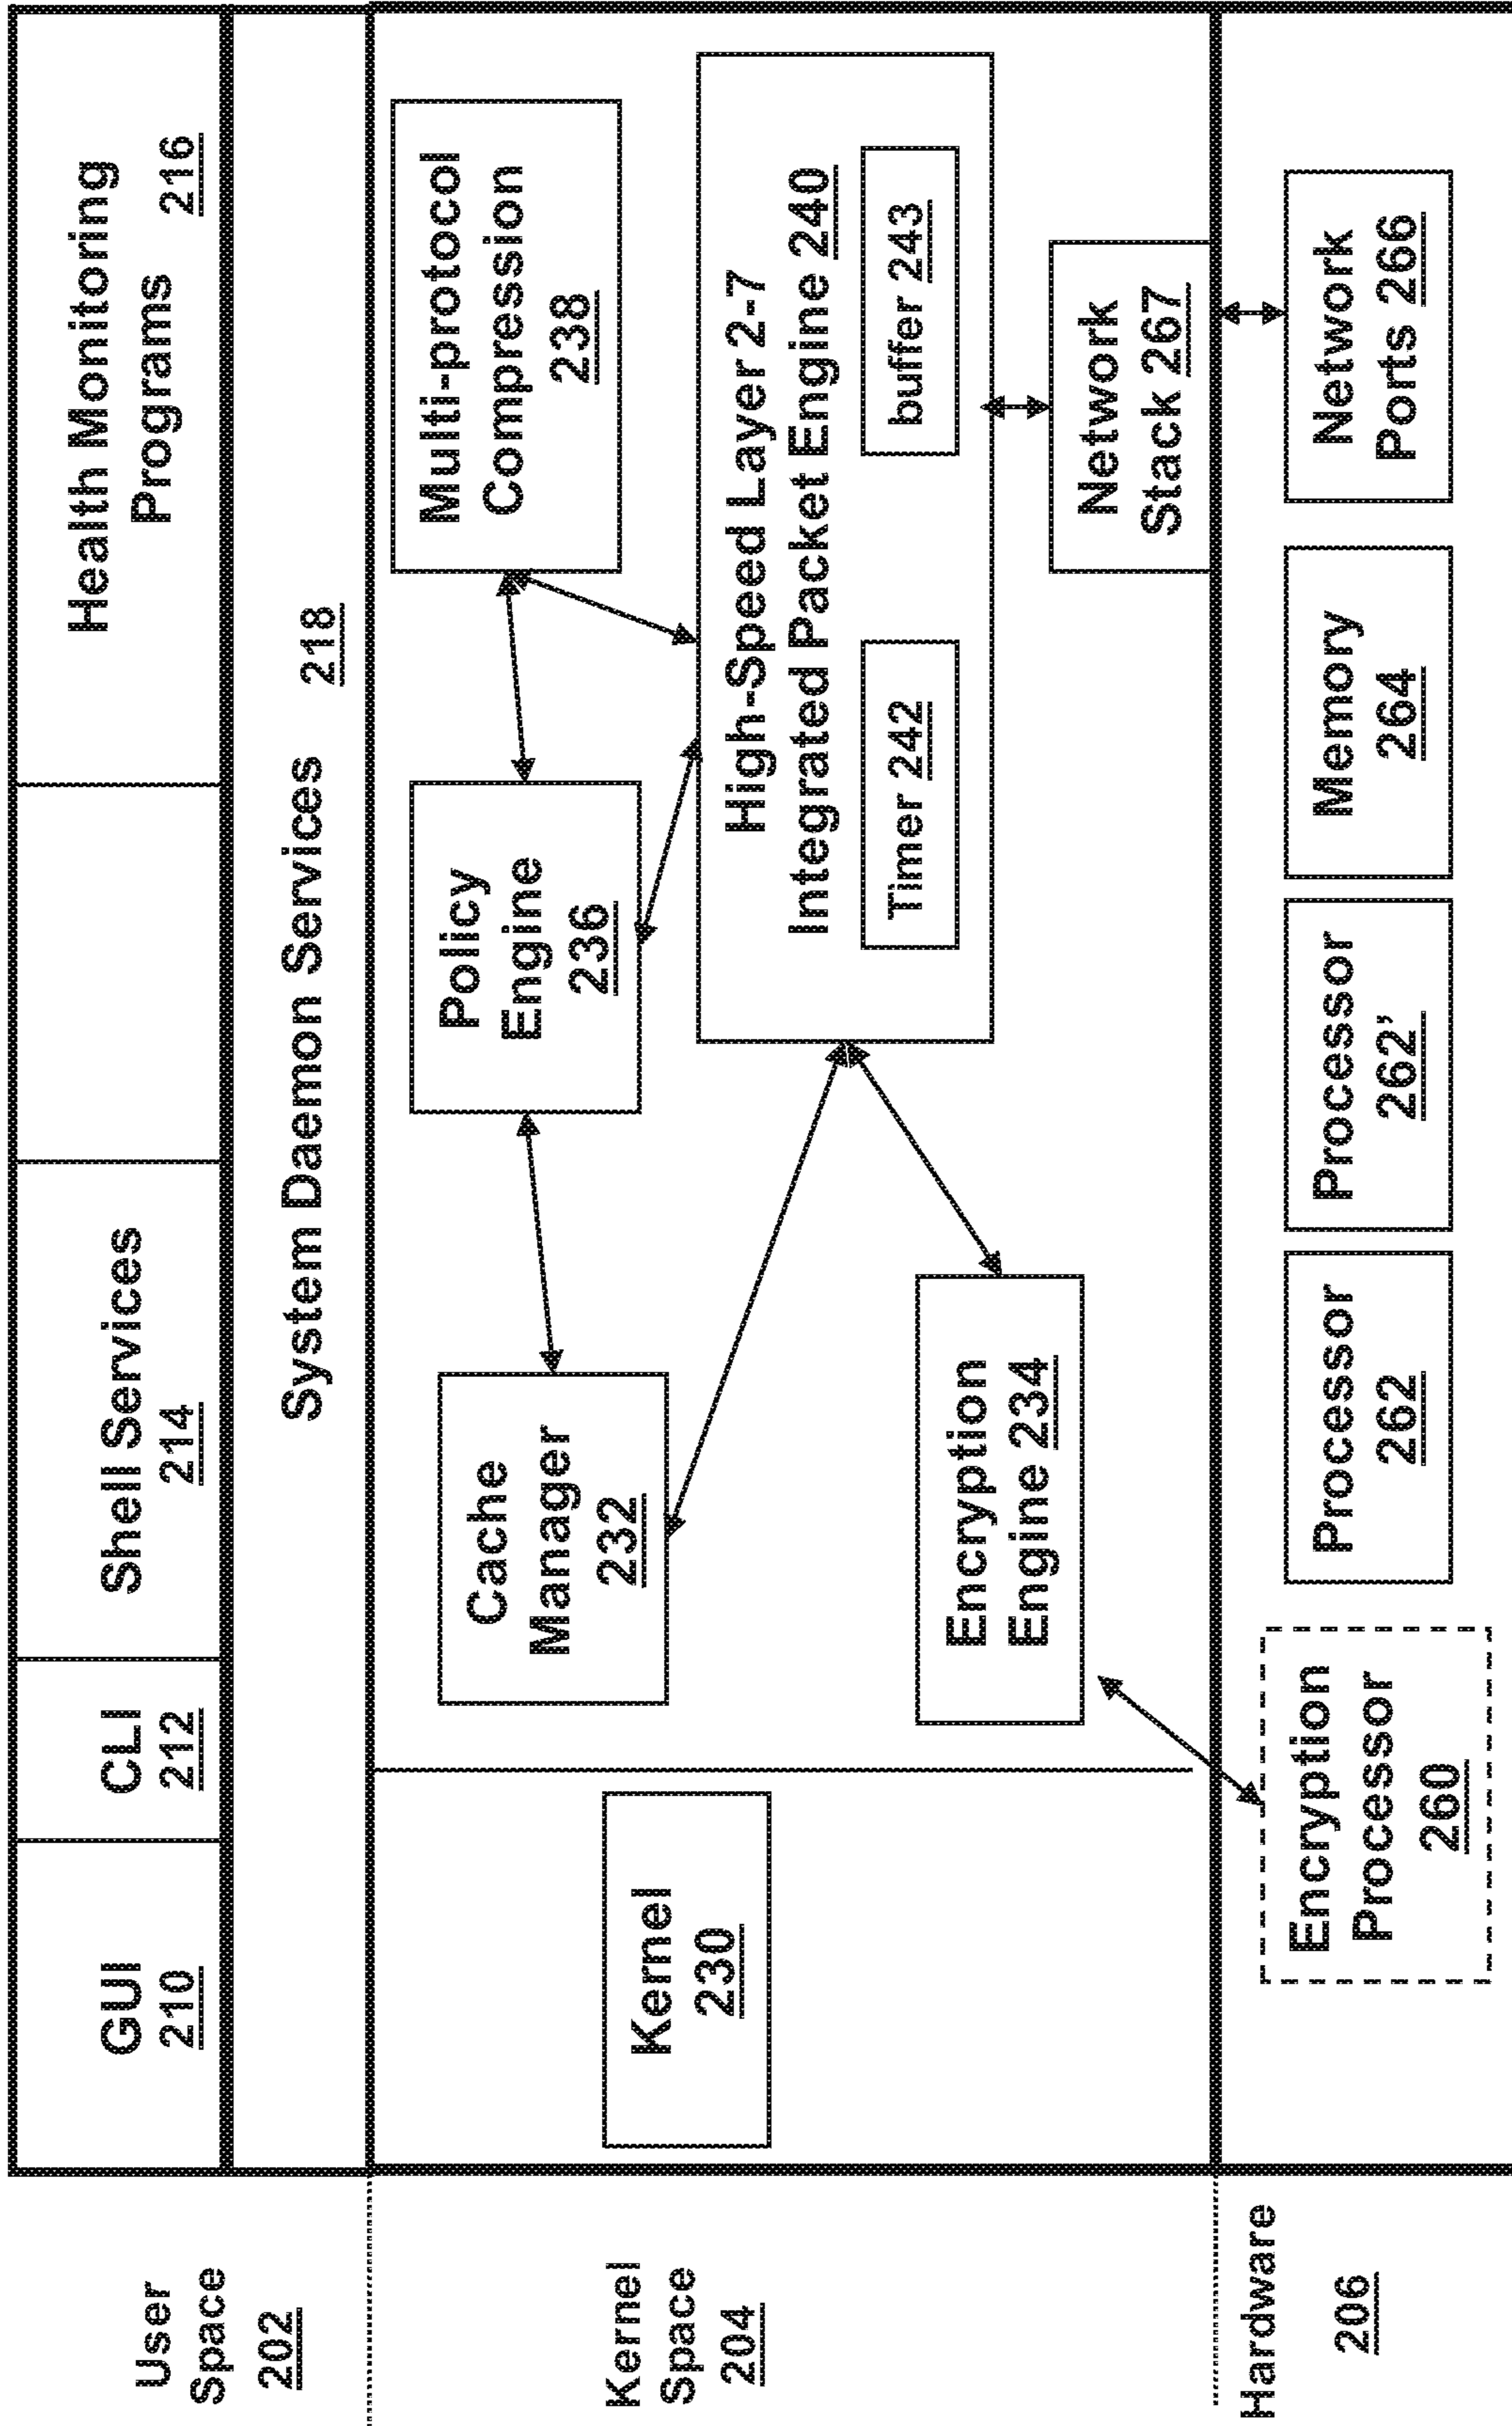 User
Space
202
GUI
210
CLI
212
Shell Services
214
Health Monitoring
Programs 216
System Daemon Services 218
Kernel
Space
204
Kernel
230
Cache
Manager
232
Policy
Engine
236
Multi-protocol
Compression
238
High-Speed Layer 2-7
Integrated Packet Engine 240
Timer 242
buffer 243
Encryption
Engine 234
Network
Stack 267
Hardware
206
Encryption
Processor
260
Processor
262
Processor
262’
Memory
264
Network
Ports 266